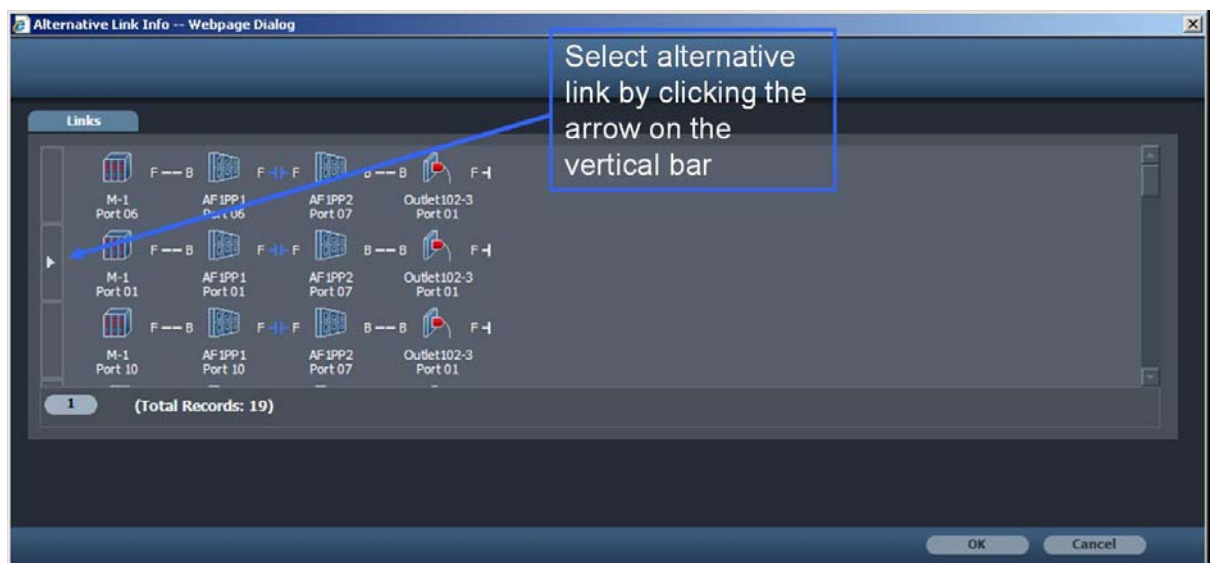 Alternative Link Info -- Webpage Dialog
Select alternative
link by clicking the
arrow on the
vertical bar
Links
F -- B F F B -- B F
M-1 AF1PP1 AF1PP2 Outlet102-3
Port 06 Port 06 Port 07 Port 01
F -- B F F B -- B F
M-1 AF1PP1 AF1PP2 Outlet102-3
Port 01 Port 01 Port 07 Port 01
F -- B F F B -- B F
M-1 AF1PP1 AF1PP2 Outlet102-3
Port 10 Port 10 Port 07 Port 01
1 (Total Records: 19)
OK Cancel